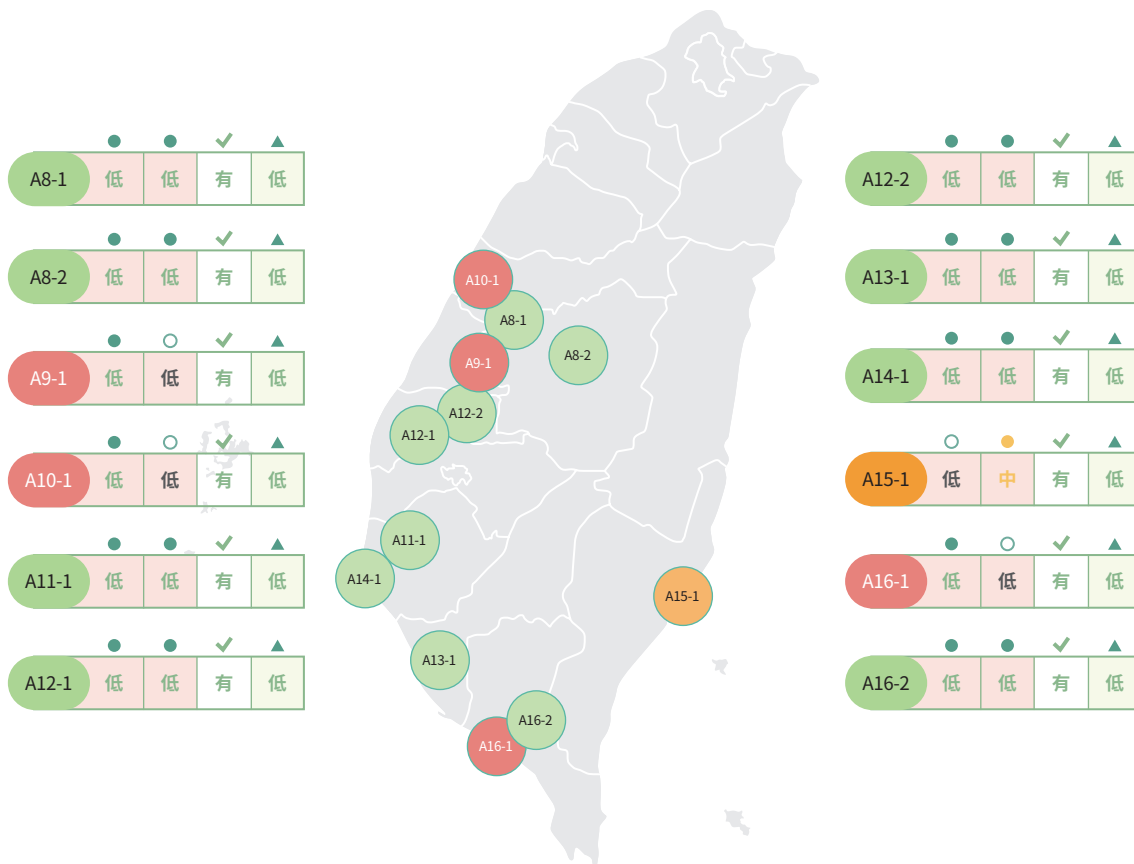 A8-1 低 低 有 低
A8-2 低 低 有 低
A9-1 低 低 有 低
A10-1 低 低 有 低
A11-1 低 低 有 低
A12-1 低 低 有 低
A10-1
A8-1
A9-1
A8-2
A12-2
A12-1
A11-1
A14-1
A15-1
A13-1
A16-2
A16-1
A12-2 低 低 有 低
A13-1 低 低 有 低
A14-1 低 低 有 低
A15-1 低 中 有 低
A16-1 低 低 有 低
A16-2 低 低 有 低